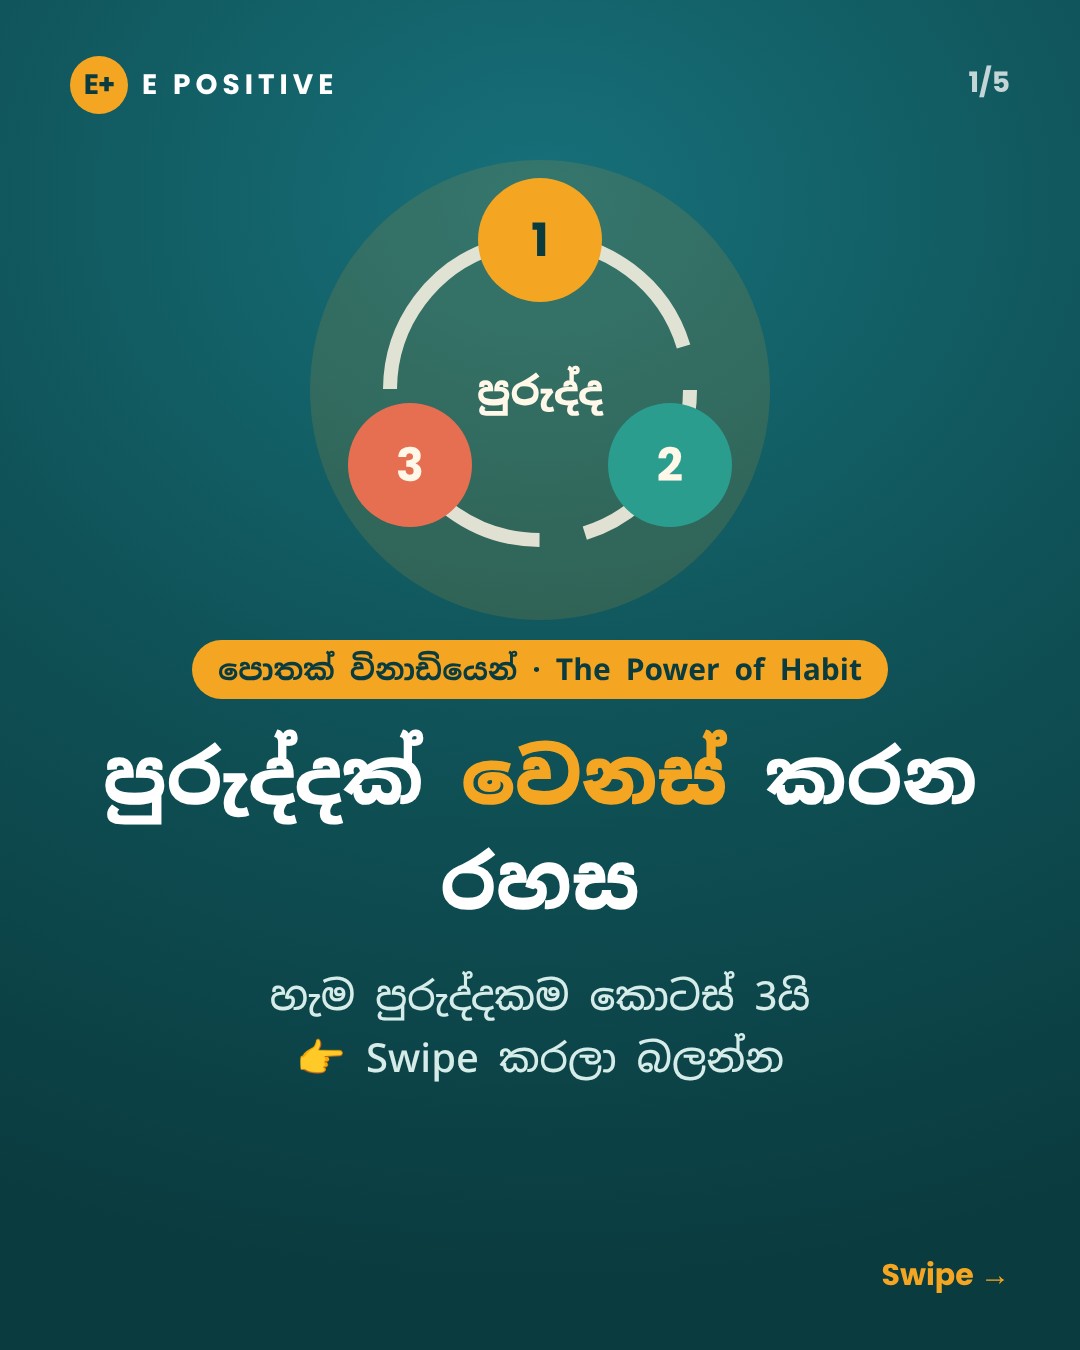 E+ E POSITIVE
1/5
1
පුරුද්ද
3
2
පොතක් විනාඩියෙන් · The Power of Habit
පුරුද්දක් වෙනස් කරන
රහස
හැම පුරුද්දකම කොටස් 3යි
👉 Swipe කරලා බලන්න
Swipe →